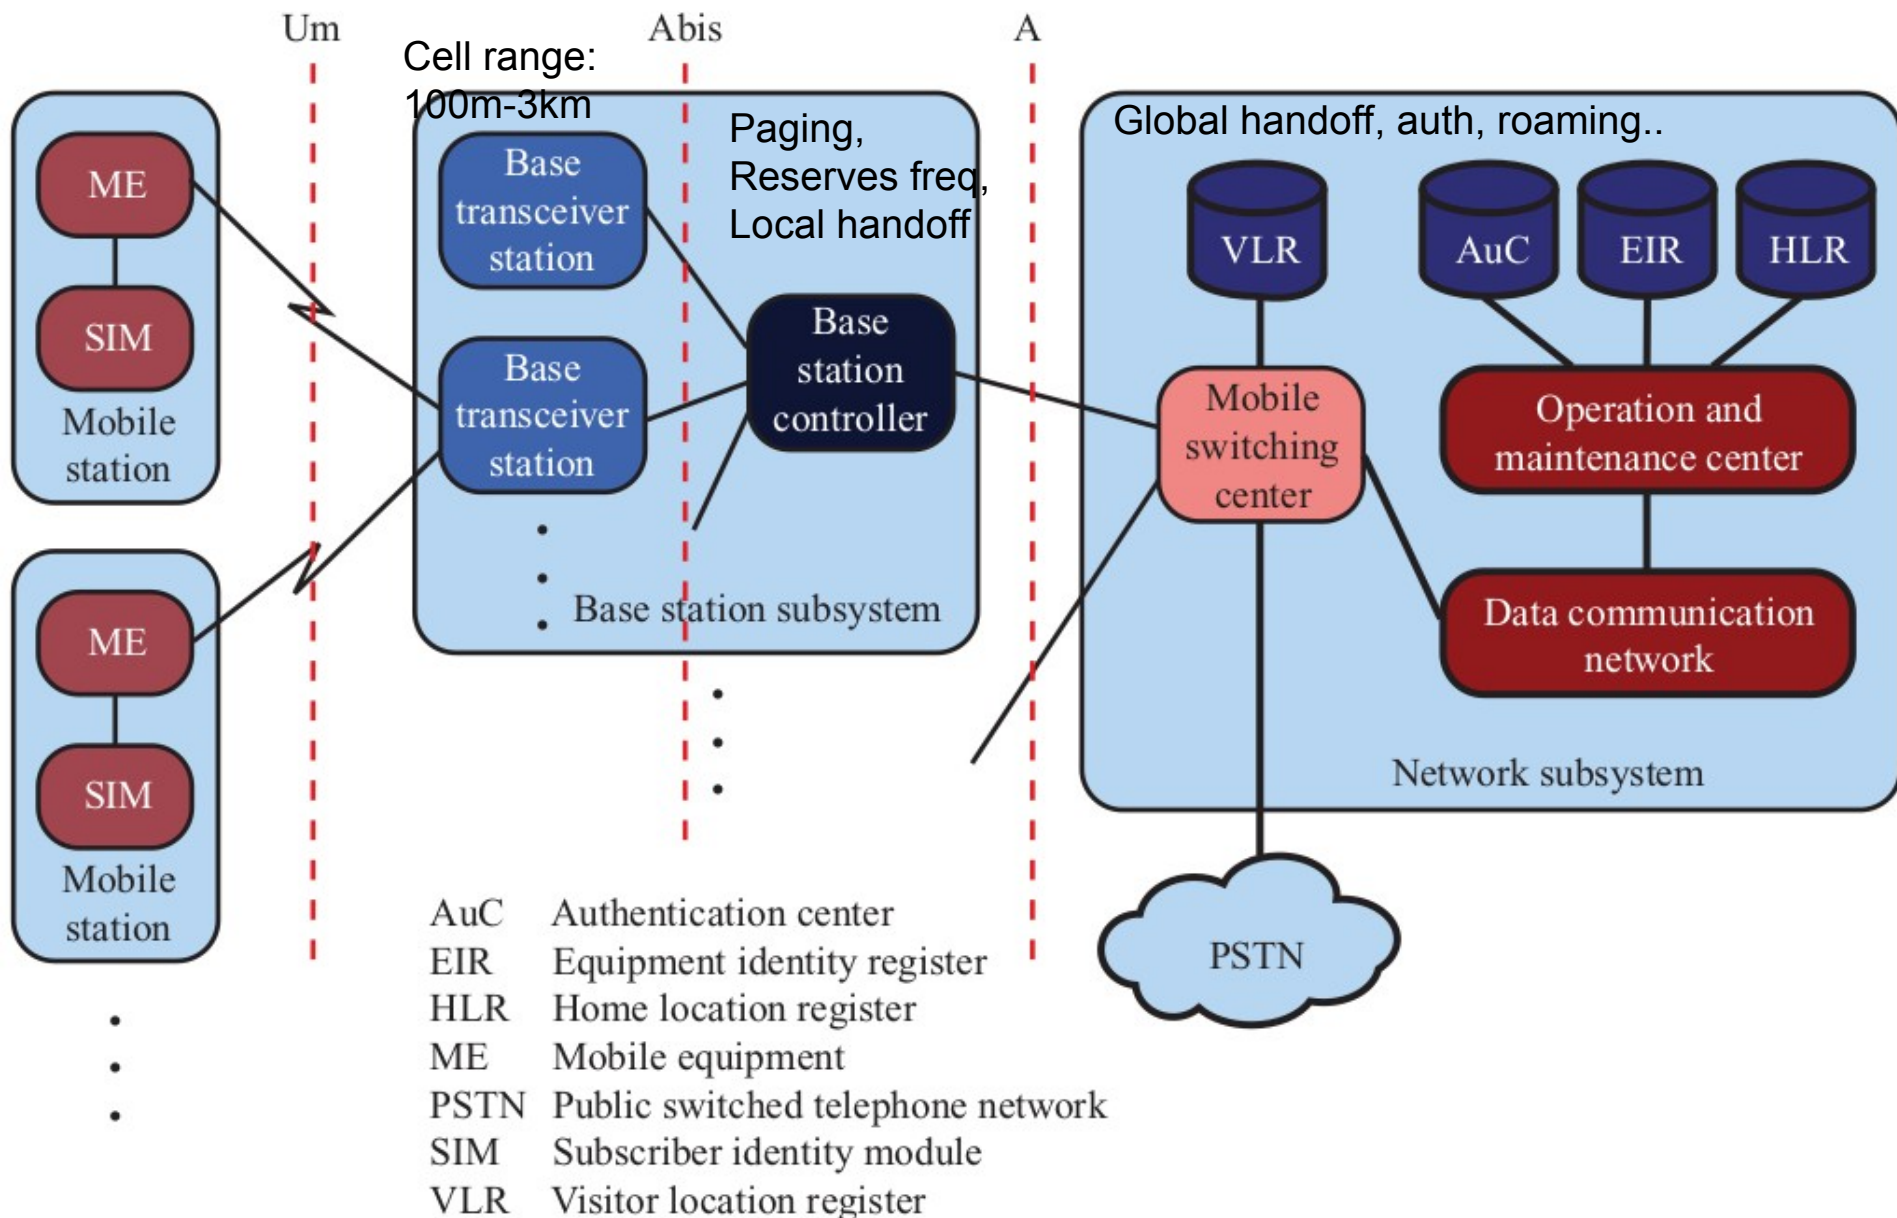 Um
Abis
A
Cell range:
100m-3km
Paging,
Reserves freq,
Local handoff
Global handoff, auth, roaming..
ME
SIM
Mobile
station
ME
SIM
Mobile
station
Base
transceiver
station
Base
transceiver
station
Base
station
controller
Base station subsystem
VLR
AuC
EIR
HLR
Mobile
switching
center
Operation and
maintenance center
Data communication
network
Network subsystem
PSTN
AuC Authentication center
EIR Equipment identity register
HLR Home location register
ME Mobile equipment
PSTN Public switched telephone network
SIM Subscriber identity module
VLR Visitor location register